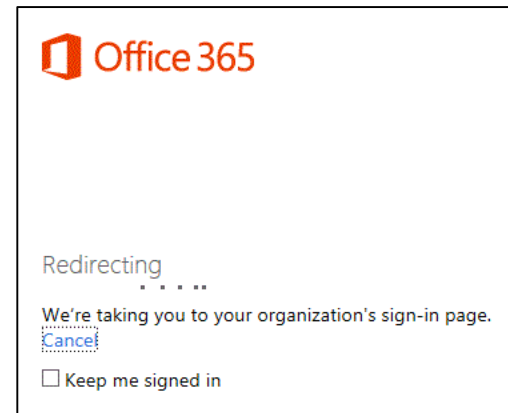 Office 365
Redirecting
We're taking you to your organization's sign-in page.
Cancel
Keep me signed in